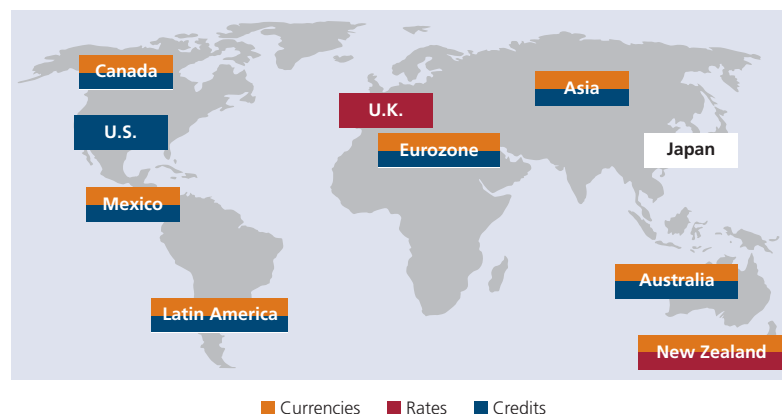 Canada
Asia
U.K.
U.S.
Eurozone
Japan
Mexico
Australia
Latin America
New Zealand
Currencies Rates Credits